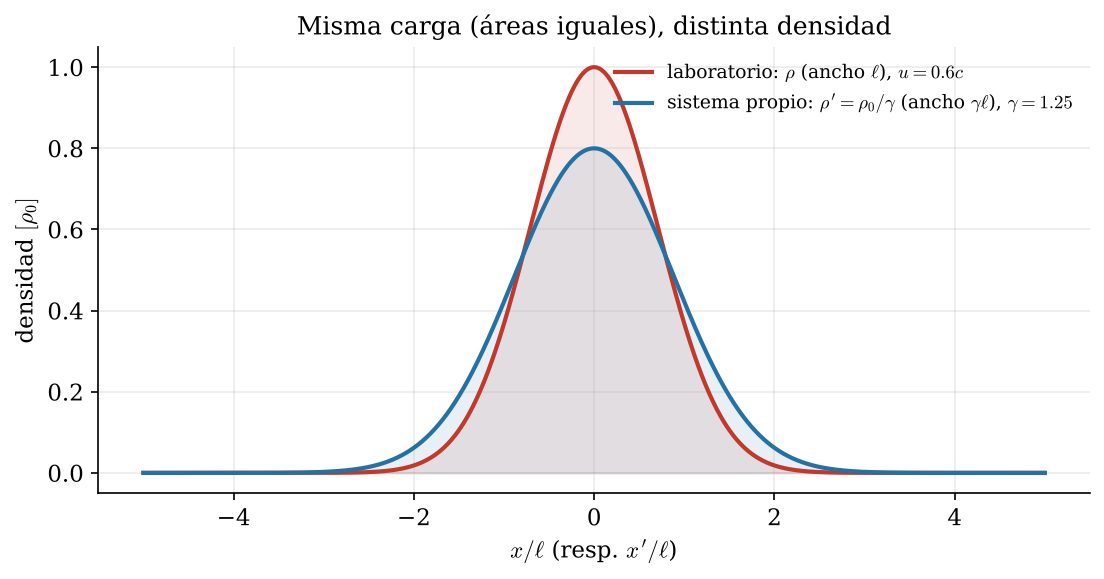 Misma carga (áreas iguales), distinta densidad
laboratorio: ρ (ancho ℓ), u = 0.6c
sistema propio: ρ′ = ρ₀/γ (ancho γℓ), γ = 1.25
densidad [ρ₀]
1.0
0.8
0.6
0.4
0.2
0.0
−4
−2
0
2
4
x/ℓ (resp. x′/ℓ)